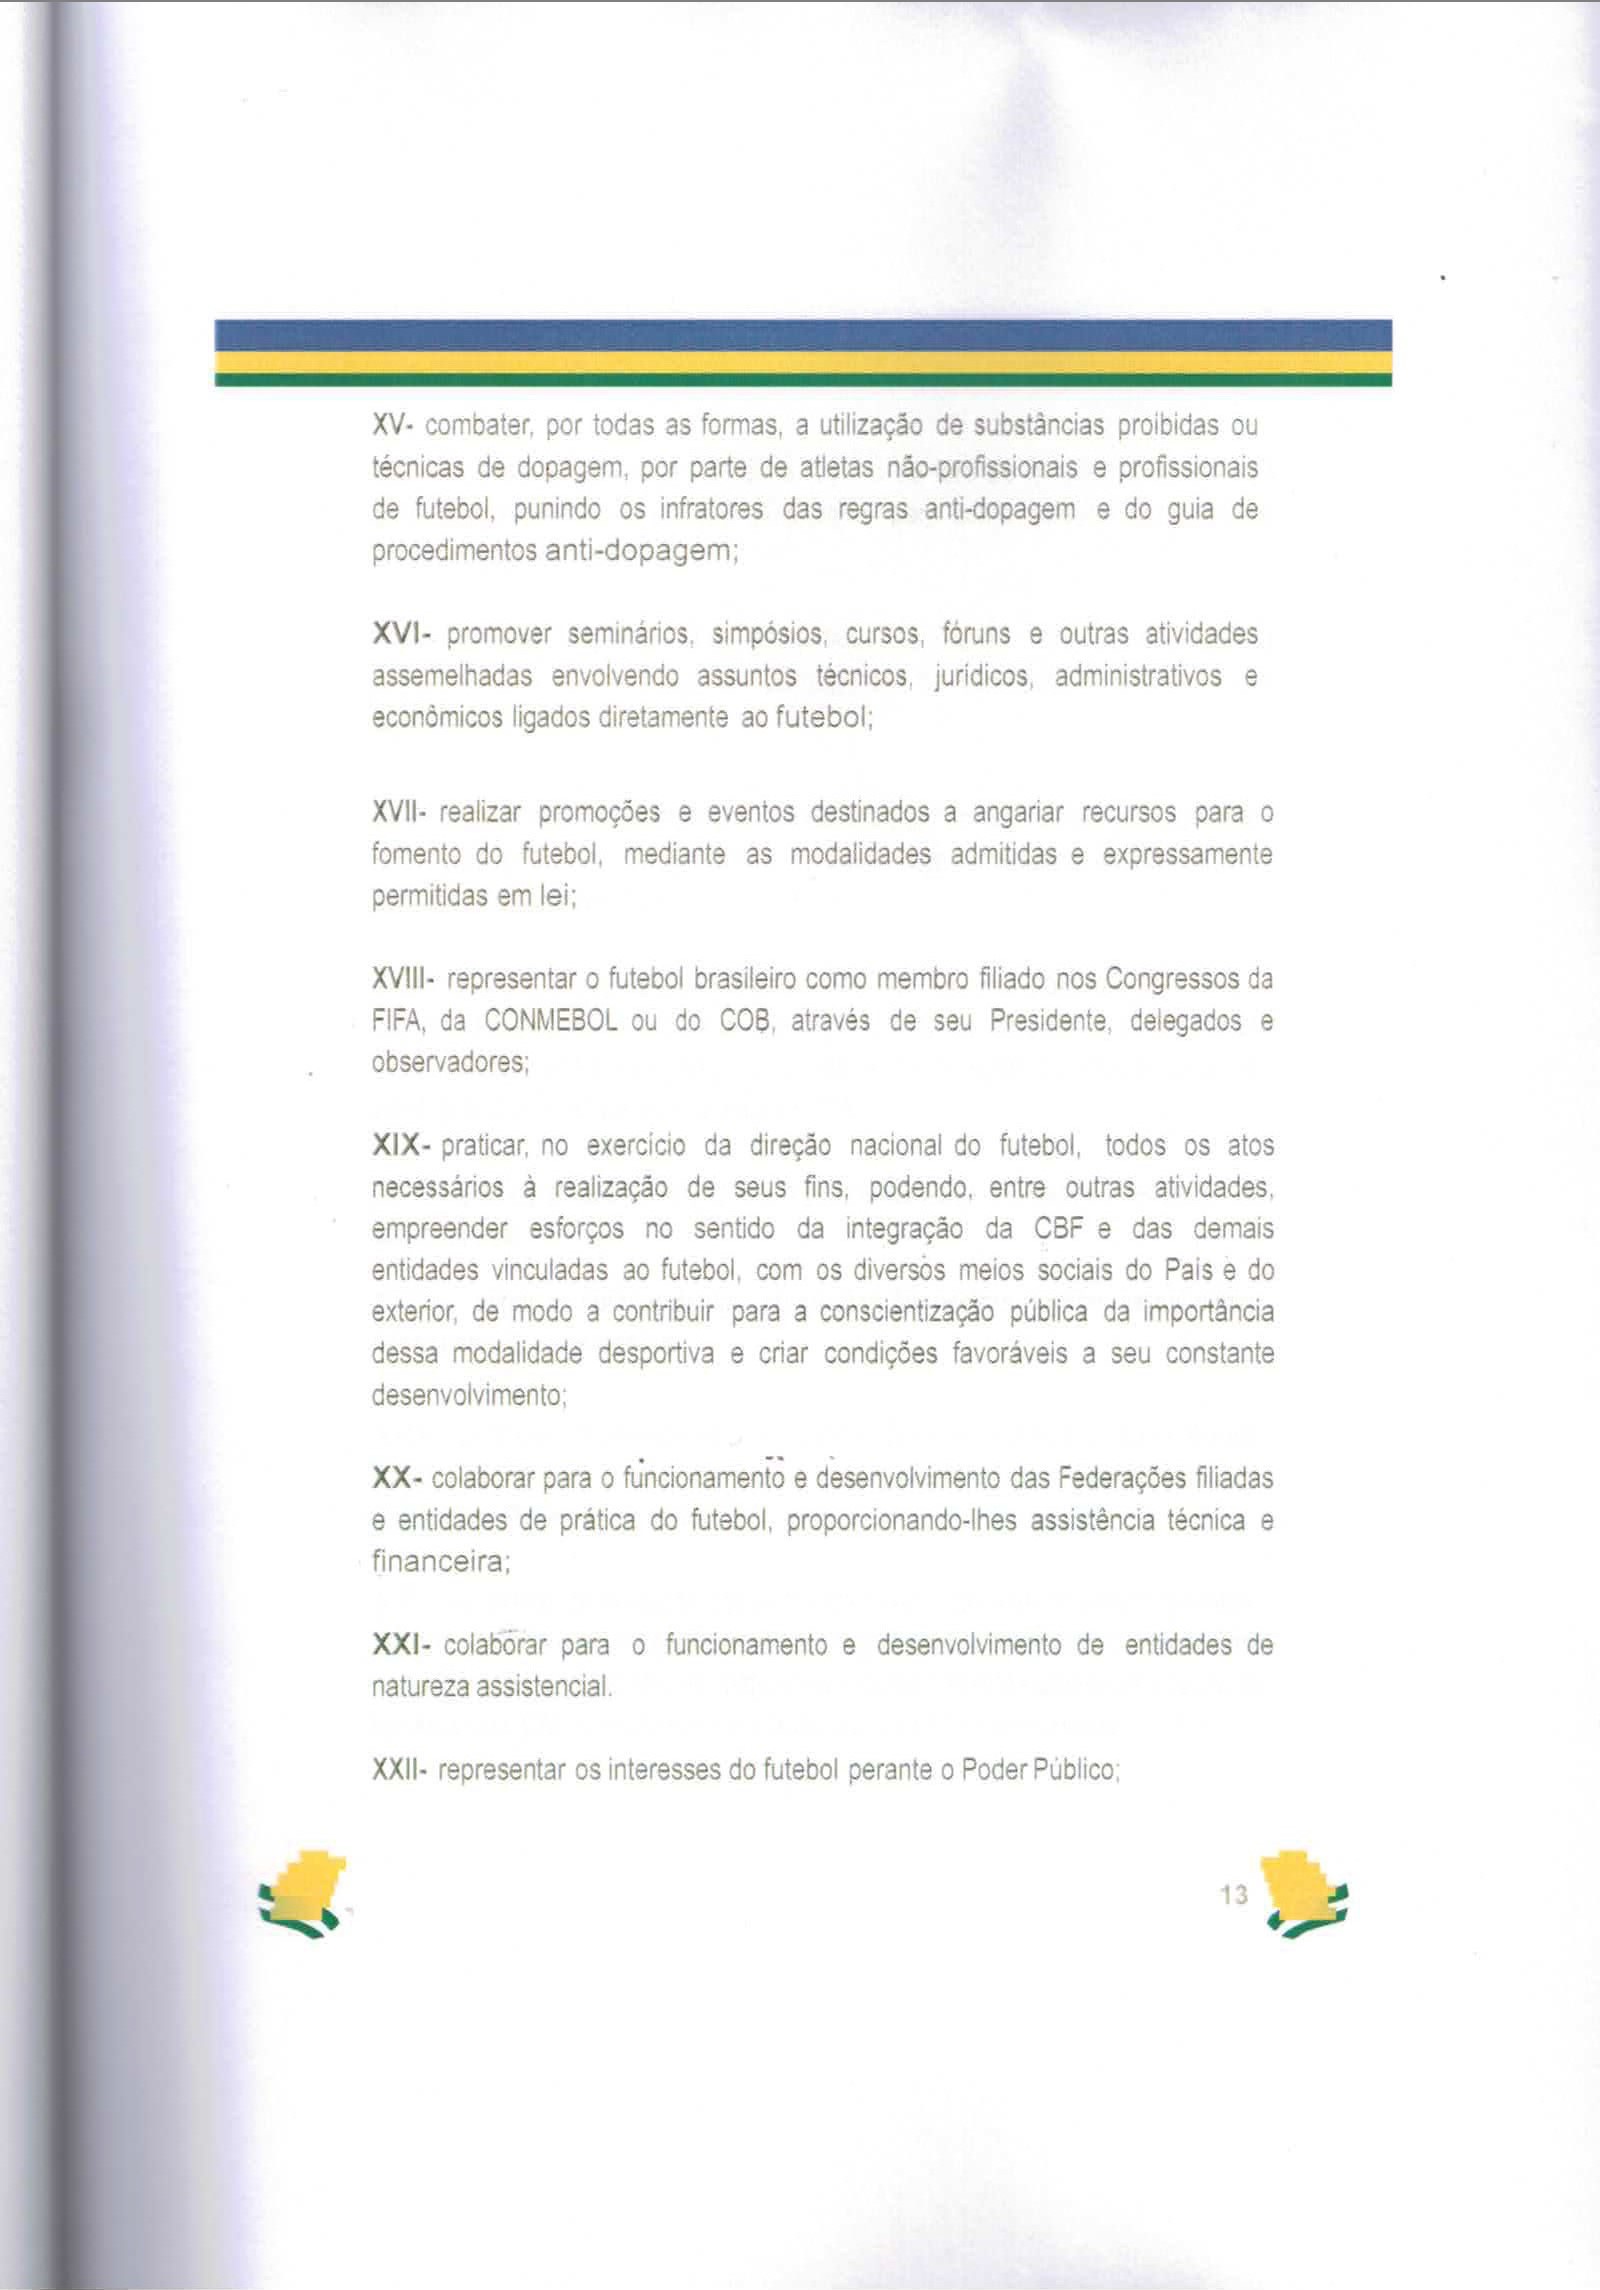 XV- combater, por todas as formas, a utilização de substâncias proibidas ou
técnicas de dopagem, por parte de atletas não-profissionais e profissionais
de futebol, punindo os infratores das regras anti-dopagem e do guia de
procedimentos anti-dopagem;
XVI- promover seminários, simpósios, cursos, fóruns e outras atividades
assemelhadas envolvendo assuntos técnicos, jurídicos, administrativos e
econômicos ligados diretamente ao futebol;
XVII- realizar promoções e eventos destinados a angariar recursos para o
fomento do futebol, mediante as modalidades admitidas e expressamente
permitidas em lei;
XVIII- representar o futebol brasileiro como membro filiado nos Congressos da
FIFA, da CONMEBOL ou do COB, através de seu Presidente, delegados e
observadores;
XIX- praticar, no exercício da direção nacional do futebol, todos os atos
necessários à realização de seus fins, podendo, entre outras atividades,
empreender esforços no sentido da integração da CBF e das demais
entidades vinculadas ao futebol, com os diversos meios sociais do País e do
exterior, de modo a contribuir para a conscientização pública da importância
dessa modalidade desportiva e criar condições favoráveis a seu constante
desenvolvimento;
XX- colaborar para o funcionamento e desenvolvimento das Federações filiadas
e entidades de prática do futebol, proporcionando-lhes assistência técnica e
financeira;
XXI- colaborar para o funcionamento e desenvolvimento de entidades de
natureza assistencial.
XXII- representar os interesses do futebol perante o Poder Público;
13